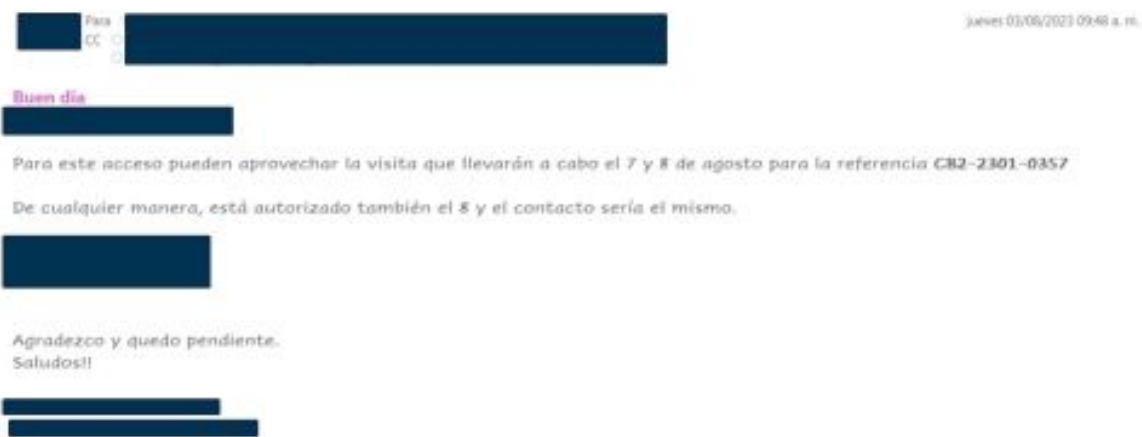 Para
jueves 03/08/2023 09:48 a. m.
CC
Buen día
Para este acceso pueden aprovechar la visita que llevarán a cabo el 7 y 8 de agosto para la referencia CB2-2301-0357
De cualquier manera, está autorizado también el 8 y el contacto sería el mismo.
Agradezco y quedo pendiente.
Saludos!!